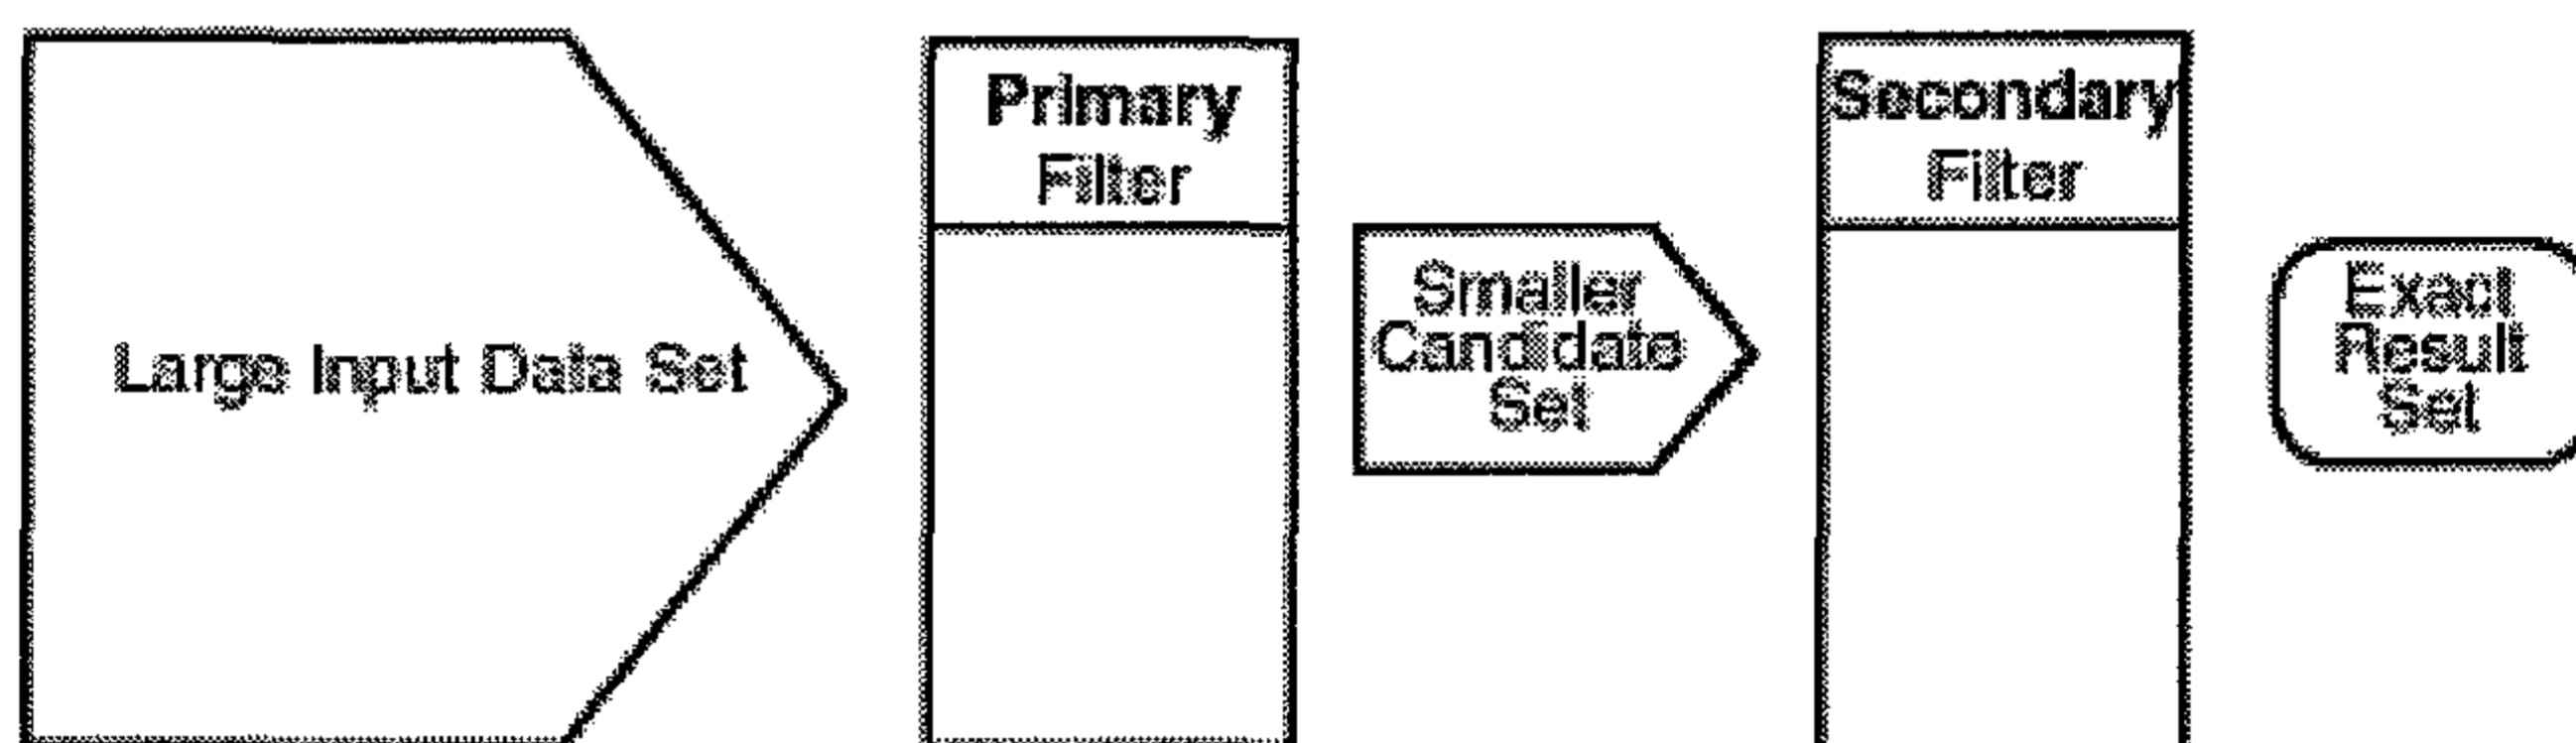 Large Input Data Set
Primary
Filter
Smaller
Candidate
Set
Secondary
Filter
Exact
Result
Set